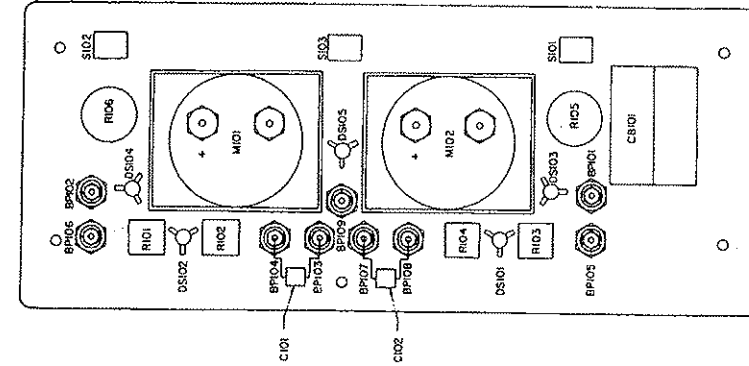 S102
S103
S101
R106
R105
CB101
M101
+
M102
+
DS105
DS104
DS103
BP102
BP101
BP106
BP109
BP105
R101
R102
R104
R103
DS102
DS101
BP104
BP103
BP107
BP108
C101
C102